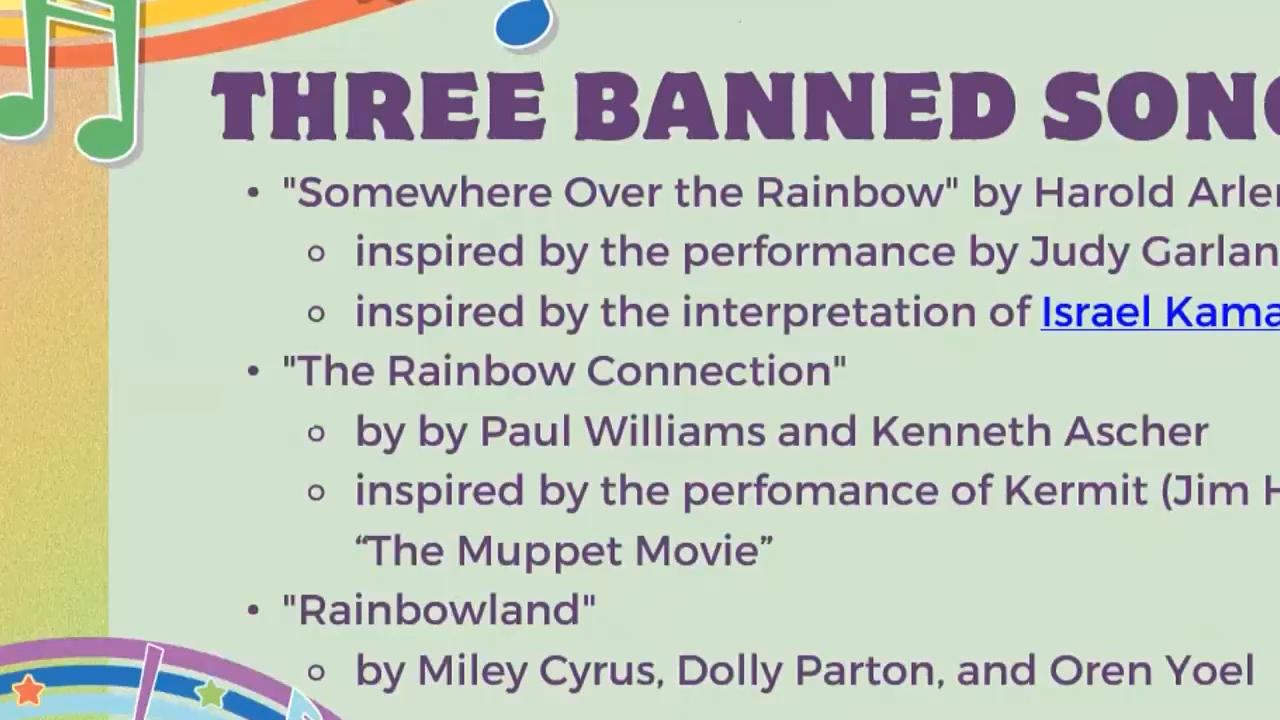 THREE BANNED SONG
• "Somewhere Over the Rainbow" by Harold Arlen
o inspired by the performance by Judy Garlan
o inspired by the interpretation of Israel Kama
• "The Rainbow Connection"
o by by Paul Williams and Kenneth Ascher
o inspired by the perfomance of Kermit (Jim H
“The Muppet Movie”
• "Rainbowland"
o by Miley Cyrus, Dolly Parton, and Oren Yoel